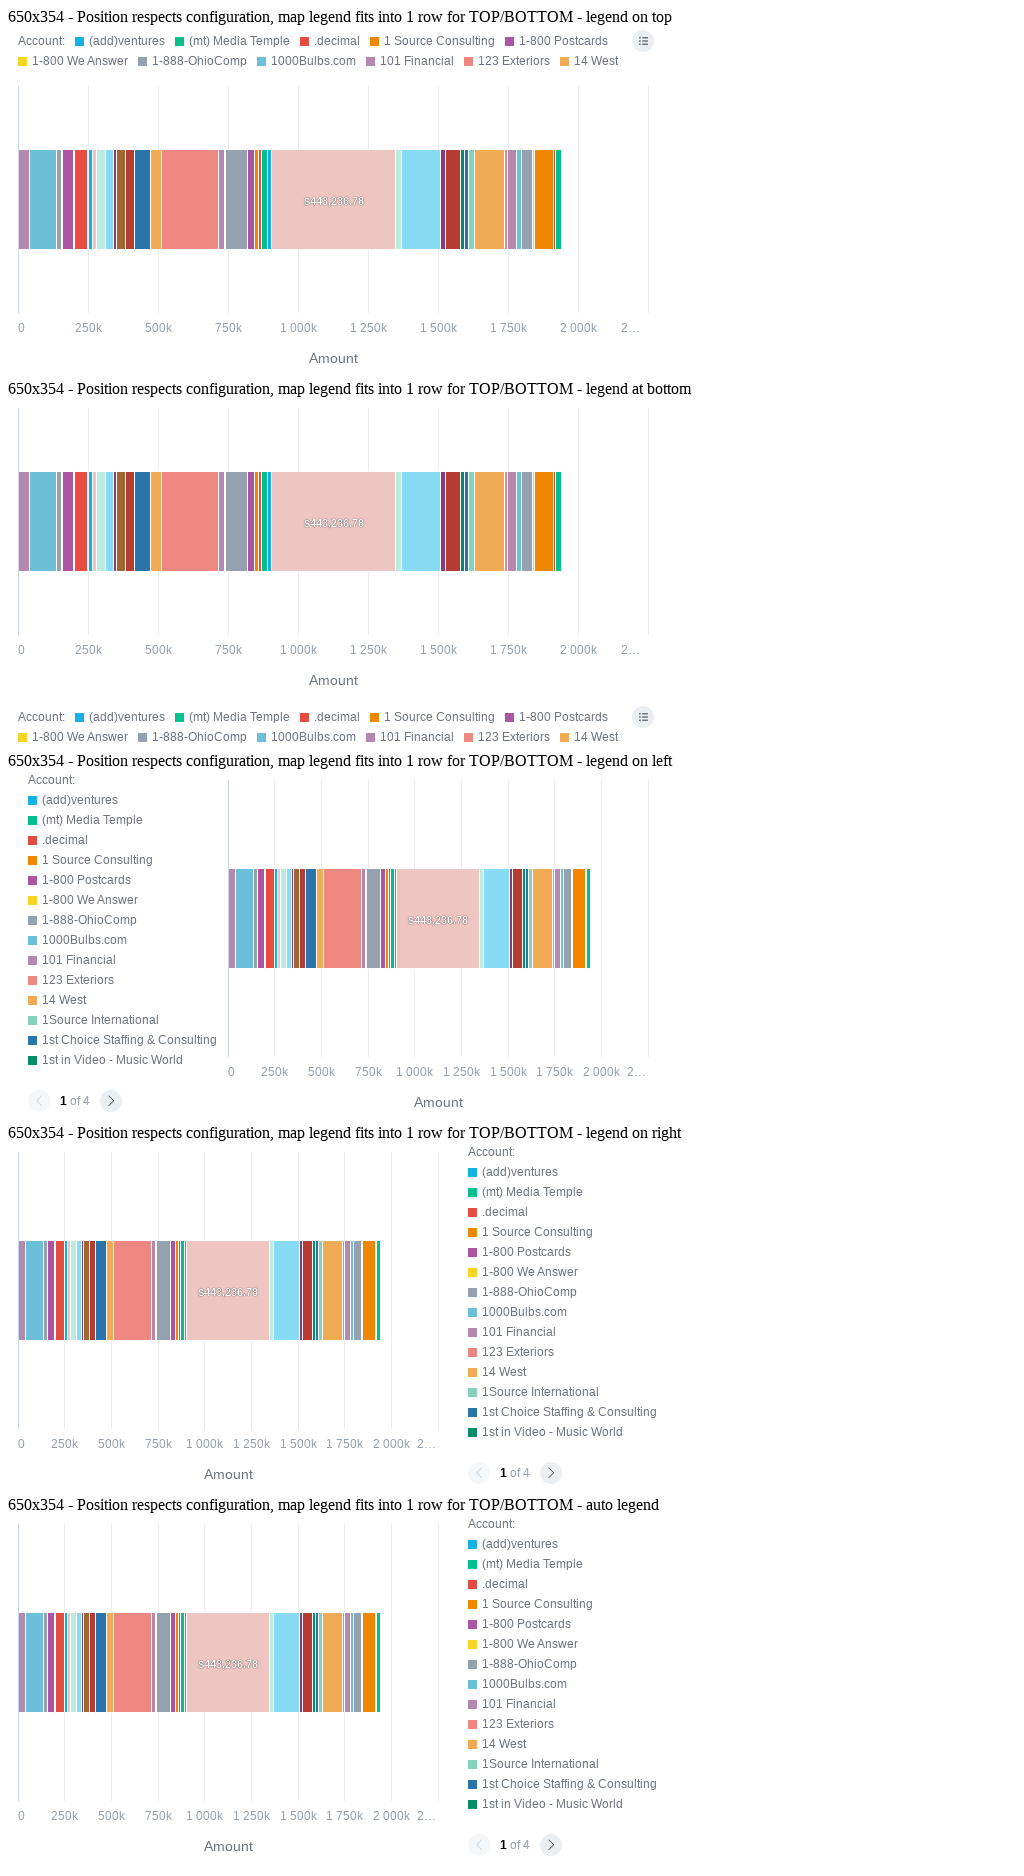 650x354 - Position respects configuration, map legend fits into 1 row for TOP/BOTTOM - legend on top
Account: (add)ventures (mt) Media Temple .decimal 1 Source Consulting 1-800 Postcards
1-800 We Answer 1-888-OhioComp 1000Bulbs.com 101 Financial 123 Exteriors 14 West
$443,236.78
0 250k 500k 750k 1 000k 1 250k 1 500k 1 750k 2 000k 2…
Amount
650x354 - Position respects configuration, map legend fits into 1 row for TOP/BOTTOM - legend at bottom
$443,236.78
0 250k 500k 750k 1 000k 1 250k 1 500k 1 750k 2 000k 2…
Amount
Account: (add)ventures (mt) Media Temple .decimal 1 Source Consulting 1-800 Postcards
1-800 We Answer 1-888-OhioComp 1000Bulbs.com 101 Financial 123 Exteriors 14 West
650x354 - Position respects configuration, map legend fits into 1 row for TOP/BOTTOM - legend on left
Account:
(add)ventures
(mt) Media Temple
.decimal
1 Source Consulting
1-800 Postcards
1-800 We Answer
1-888-OhioComp
1000Bulbs.com
101 Financial
123 Exteriors
14 West
1Source International
1st Choice Staffing & Consulting
1st in Video - Music World
1 of 4
$443,236.78
0 250k 500k 750k 1 000k 1 250k 1 500k 1 750k 2 000k 2…
Amount
650x354 - Position respects configuration, map legend fits into 1 row for TOP/BOTTOM - legend on right
$443,236.78
0 250k 500k 750k 1 000k 1 250k 1 500k 1 750k 2 000k 2…
Amount
Account:
(add)ventures
(mt) Media Temple
.decimal
1 Source Consulting
1-800 Postcards
1-800 We Answer
1-888-OhioComp
1000Bulbs.com
101 Financial
123 Exteriors
14 West
1Source International
1st Choice Staffing & Consulting
1st in Video - Music World
1 of 4
650x354 - Position respects configuration, map legend fits into 1 row for TOP/BOTTOM - auto legend
$443,236.78
0 250k 500k 750k 1 000k 1 250k 1 500k 1 750k 2 000k 2…
Amount
Account:
(add)ventures
(mt) Media Temple
.decimal
1 Source Consulting
1-800 Postcards
1-800 We Answer
1-888-OhioComp
1000Bulbs.com
101 Financial
123 Exteriors
14 West
1Source International
1st Choice Staffing & Consulting
1st in Video - Music World
1 of 4